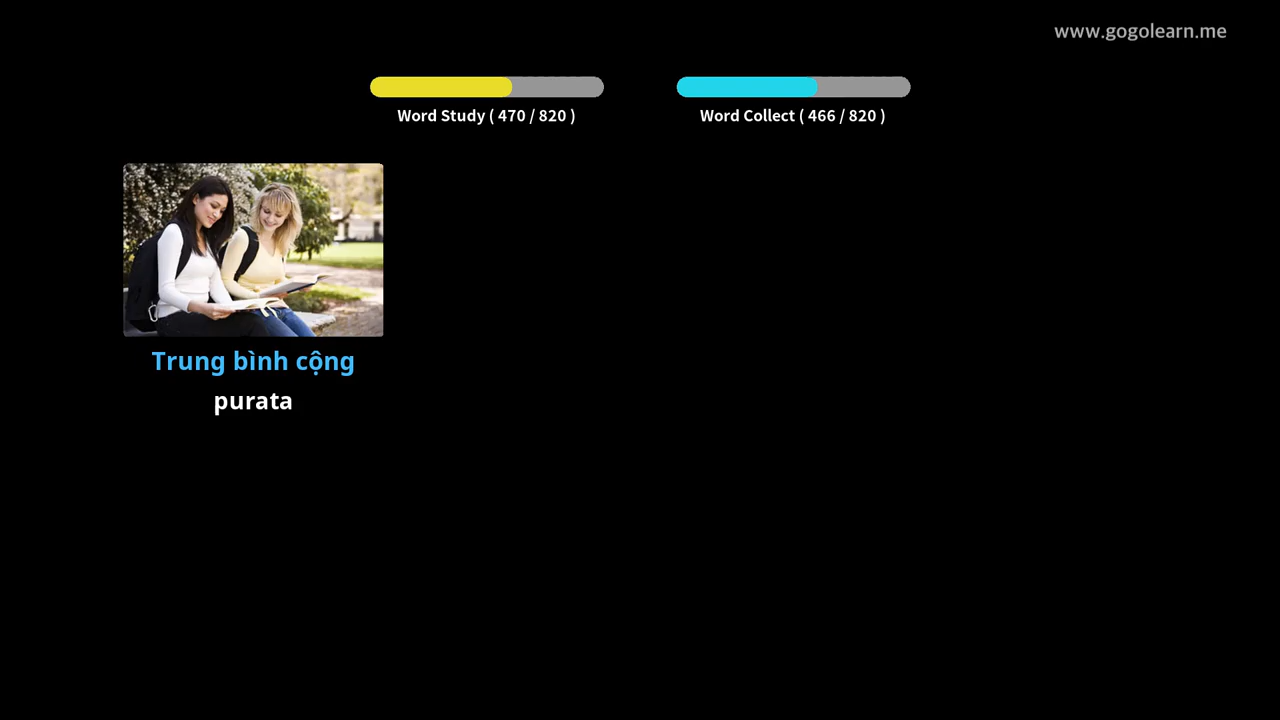 www.gogolearn.me
Word Study ( 470 / 820 )
Word Collect ( 466 / 820 )
Trung bình cộng
purata